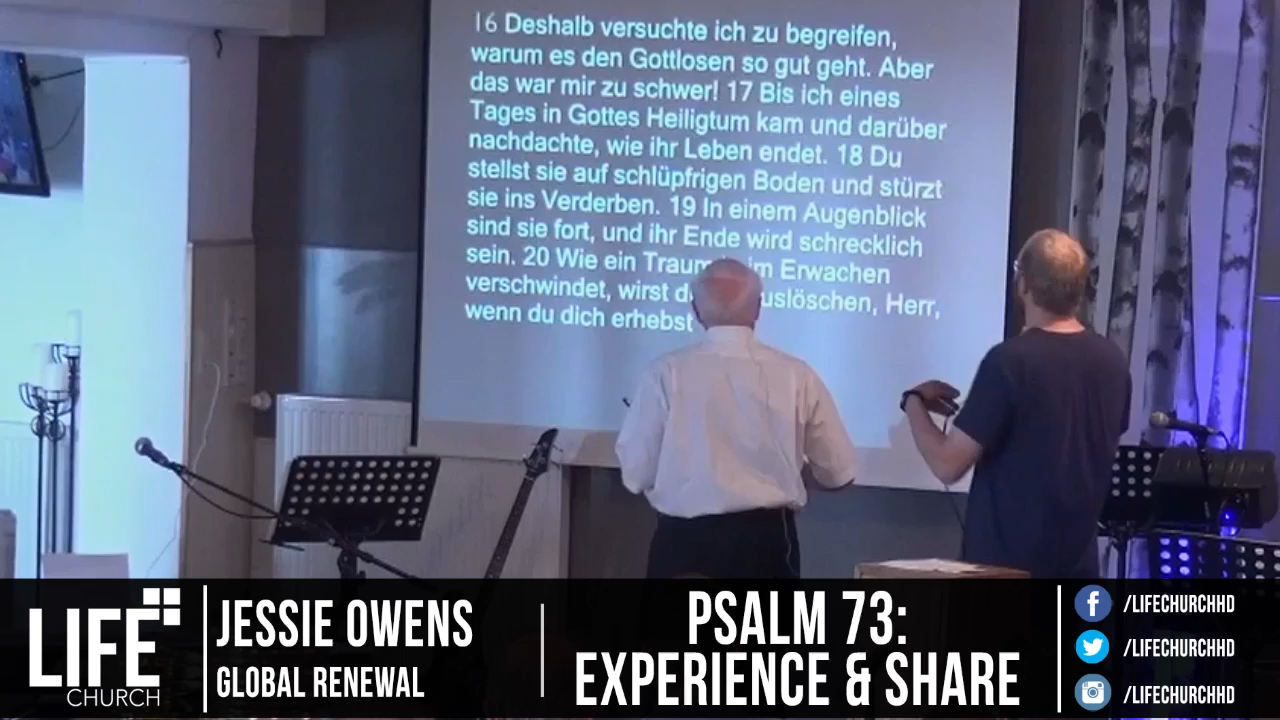 16 Deshalb versuchte ich zu begreifen,
warum es den Gottlosen so gut geht. Aber
das war mir zu schwer! 17 Bis ich eines
Tages in Gottes Heiligtum kam und darüber
nachdachte, wie ihr Leben endet. 18 Du
stellst sie auf schlüpfrigen Boden und stürzt
sie ins Verderben. 19 In einem Augenblick
sind sie fort, und ihr Ende wird schrecklich
sein. 20 Wie ein Traum Erwachen
verschwindet, wirst Herr,
wenn du dich erhebst
LIFE
CHURCH
JESSIE OWENS
GLOBAL RENEWAL
PSALM 73:
EXPERIENCE & SHARE
/LIFECHURCHHD
/LIFECHURCHHD
/LIFECHURCHHD